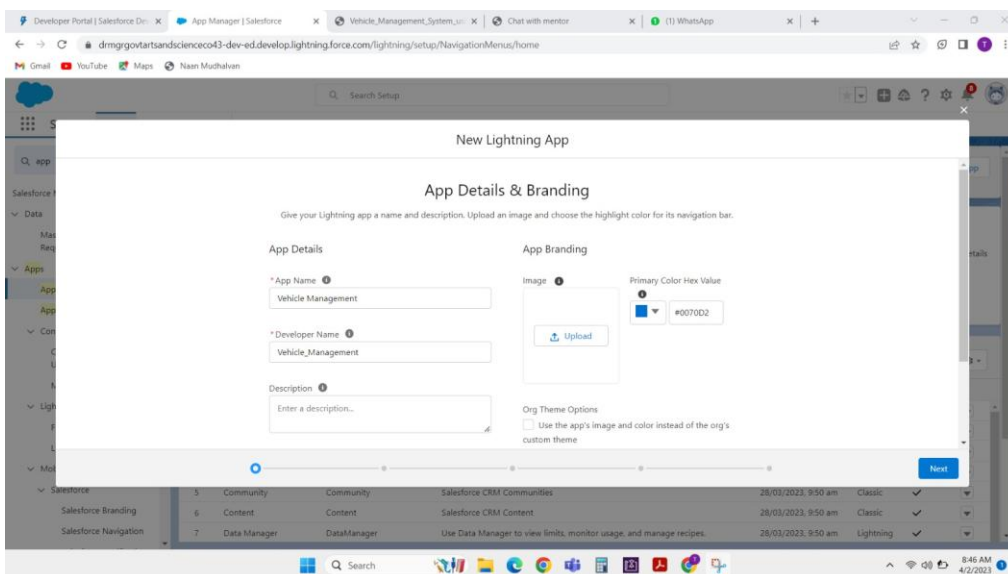 Developer Portal | Salesforce De
App Manager | Salesforce
Vehicle_Management_System_u
Chat with mentor
(1) WhatsApp
drmgrgovtartsandscienceco43-dev-ed.develop.lightning.force.com/lightning/setup/NavigationMenus/home
Gmail
YouTube
Maps
Naan Mudhalvan
Search Setup
8
New Lightning App
app
App Details & Branding
Give your Lightning app a name and description. Upload an image and choose the highlight color for its navigation bar.
Salesforce
Data
App Details
App Branding
etails
Apps
App
App
* App Name
Image
Primary Color Hex Value
Vehicle Management
#0070D2
Upload
* Developer Name
Vehicle_Management
Description
Enter a description...
Org Theme Options
Use the app's image and color instead of the org's
custom theme
Next
Salesforce
5 Community Community Salesforce CRM Communities 28/03/2023, 9:50 am Classic
Salesforce Branding
6 Content Content Salesforce CRM Content 28/03/2023, 9:50 am Classic
Salesforce Navigation
7 Data Manager DataManager Use Data Manager to view limits, monitor usage, and manage recipes. 28/03/2023, 9:50 am Lightning
Search
8:46 AM
4/2/2023